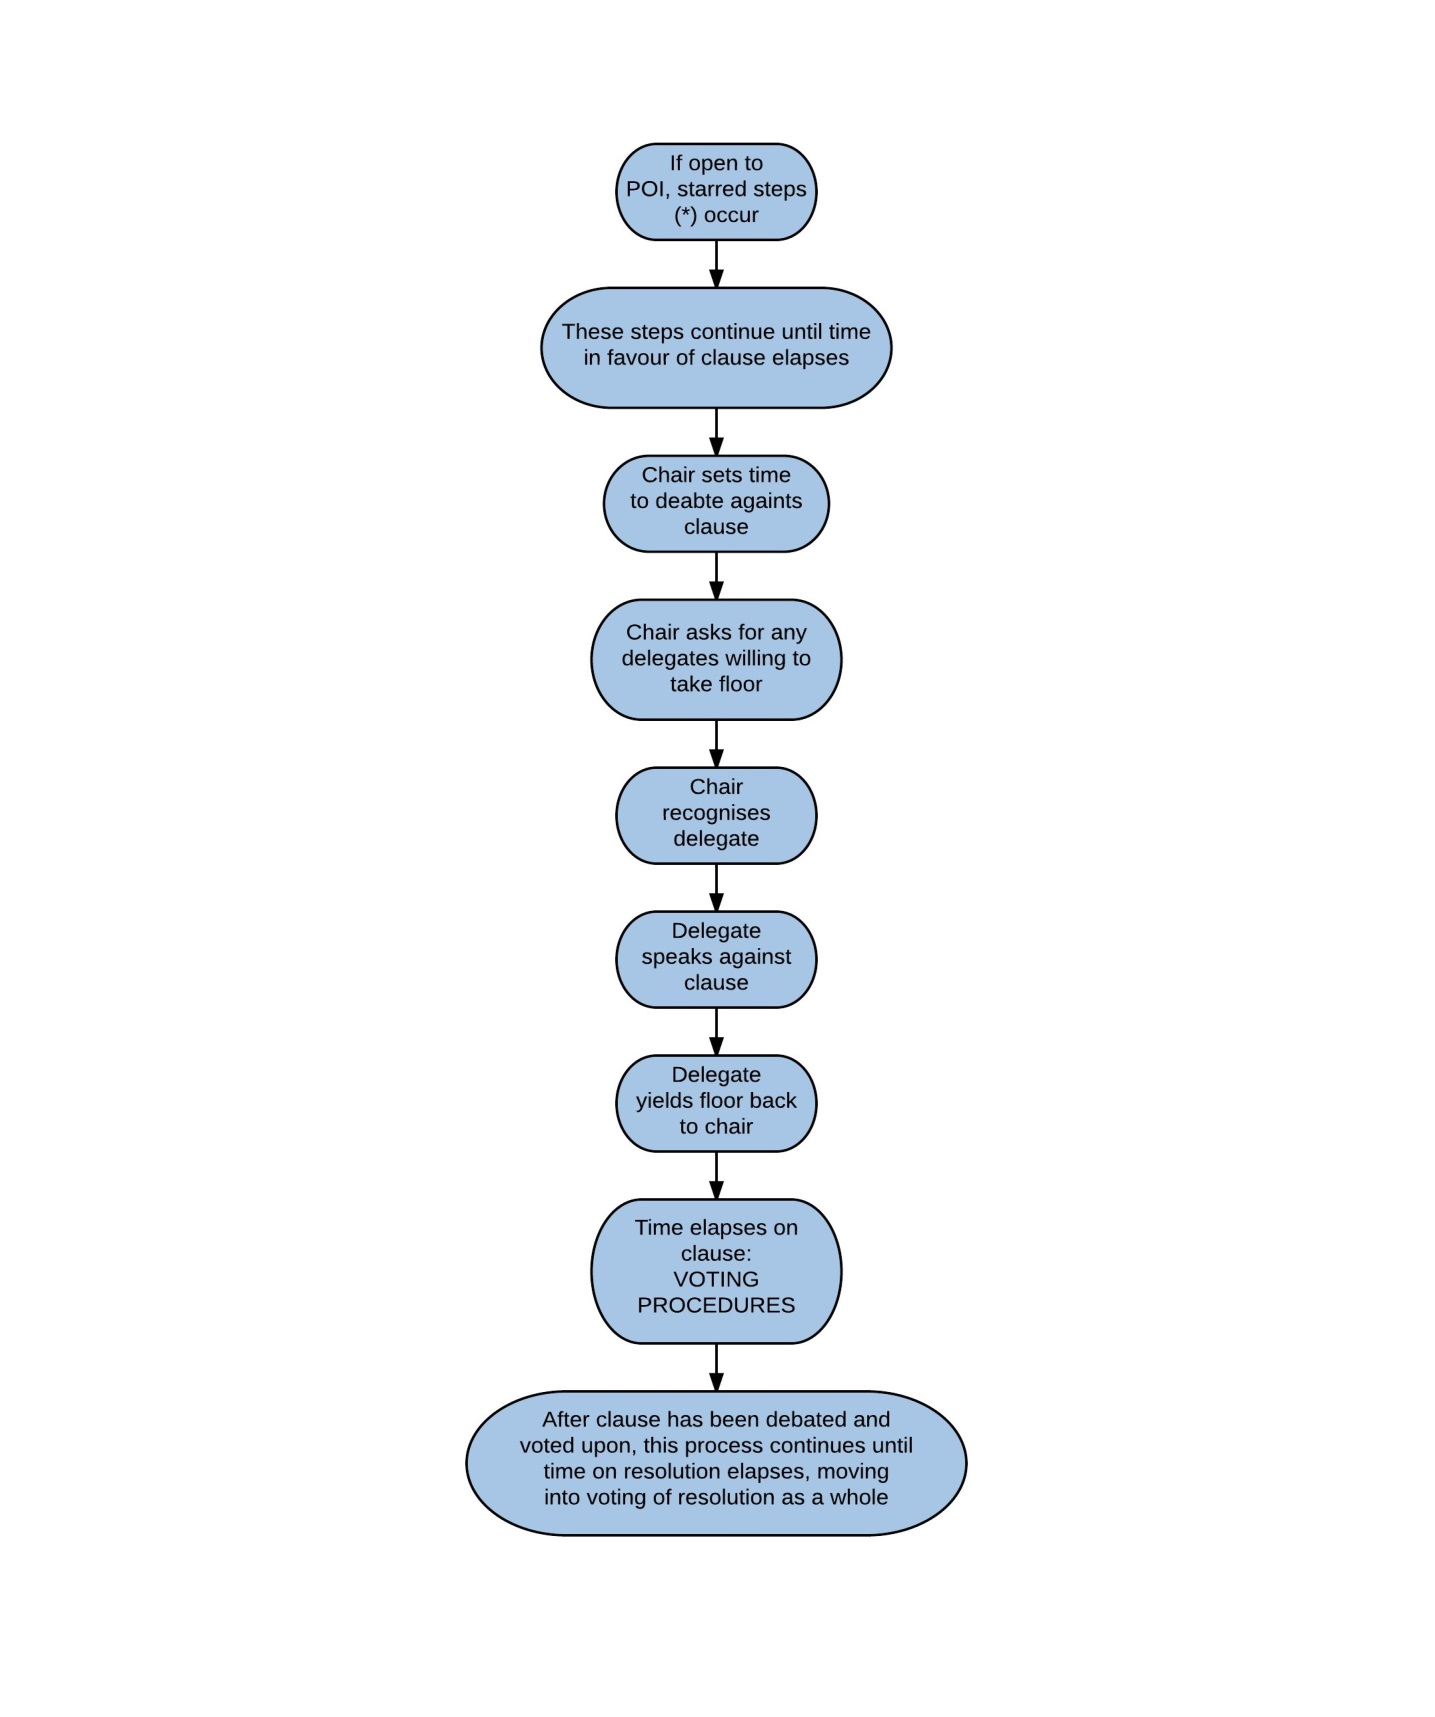 If open to
POI, starred steps
(*) occur
These steps continue until time
in favour of clause elapses
Chair sets time
to deabte againts
clause
Chair asks for any
delegates willing to
take floor
Chair
recognises
delegate
Delegate
speaks against
clause
Delegate
yields floor back
to chair
Time elapses on
clause:
VOTING
PROCEDURES
After clause has been debated and
voted upon, this process continues until
time on resolution elapses, moving
into voting of resolution as a whole